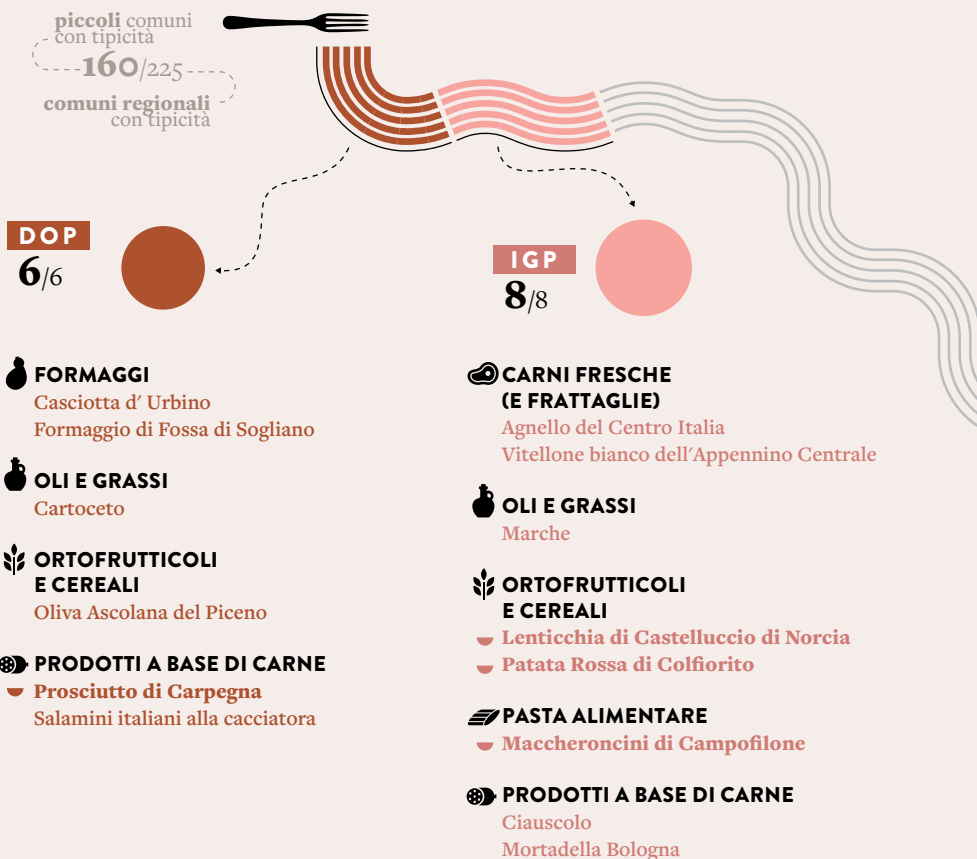 piccoli comuni
con tipicità
160/225
comuni regionali
con tipicità
DOP
6/6
FORMAGGI
Casciotta d' Urbino
Formaggio di Fossa di Sogliano
OLI E GRASSI
Cartoceto
ORTOFRUTTICOLI
E CEREALI
Oliva Ascolana del Piceno
PRODOTTI A BASE DI CARNE
Prosciutto di Carpegna
Salamini italiani alla cacciatora
IGP
8/8
CARNI FRESCHE
(E FRATTAGLIE)
Agnello del Centro Italia
Vitellone bianco dell'Appennino Centrale
OLI E GRASSI
Marche
ORTOFRUTTICOLI
E CEREALI
Lenticchia di Castelluccio di Norcia
Patata Rossa di Colfiorito
PASTA ALIMENTARE
Maccheroncini di Campofilone
PRODOTTI A BASE DI CARNE
Ciauscolo
Mortadella Bologna